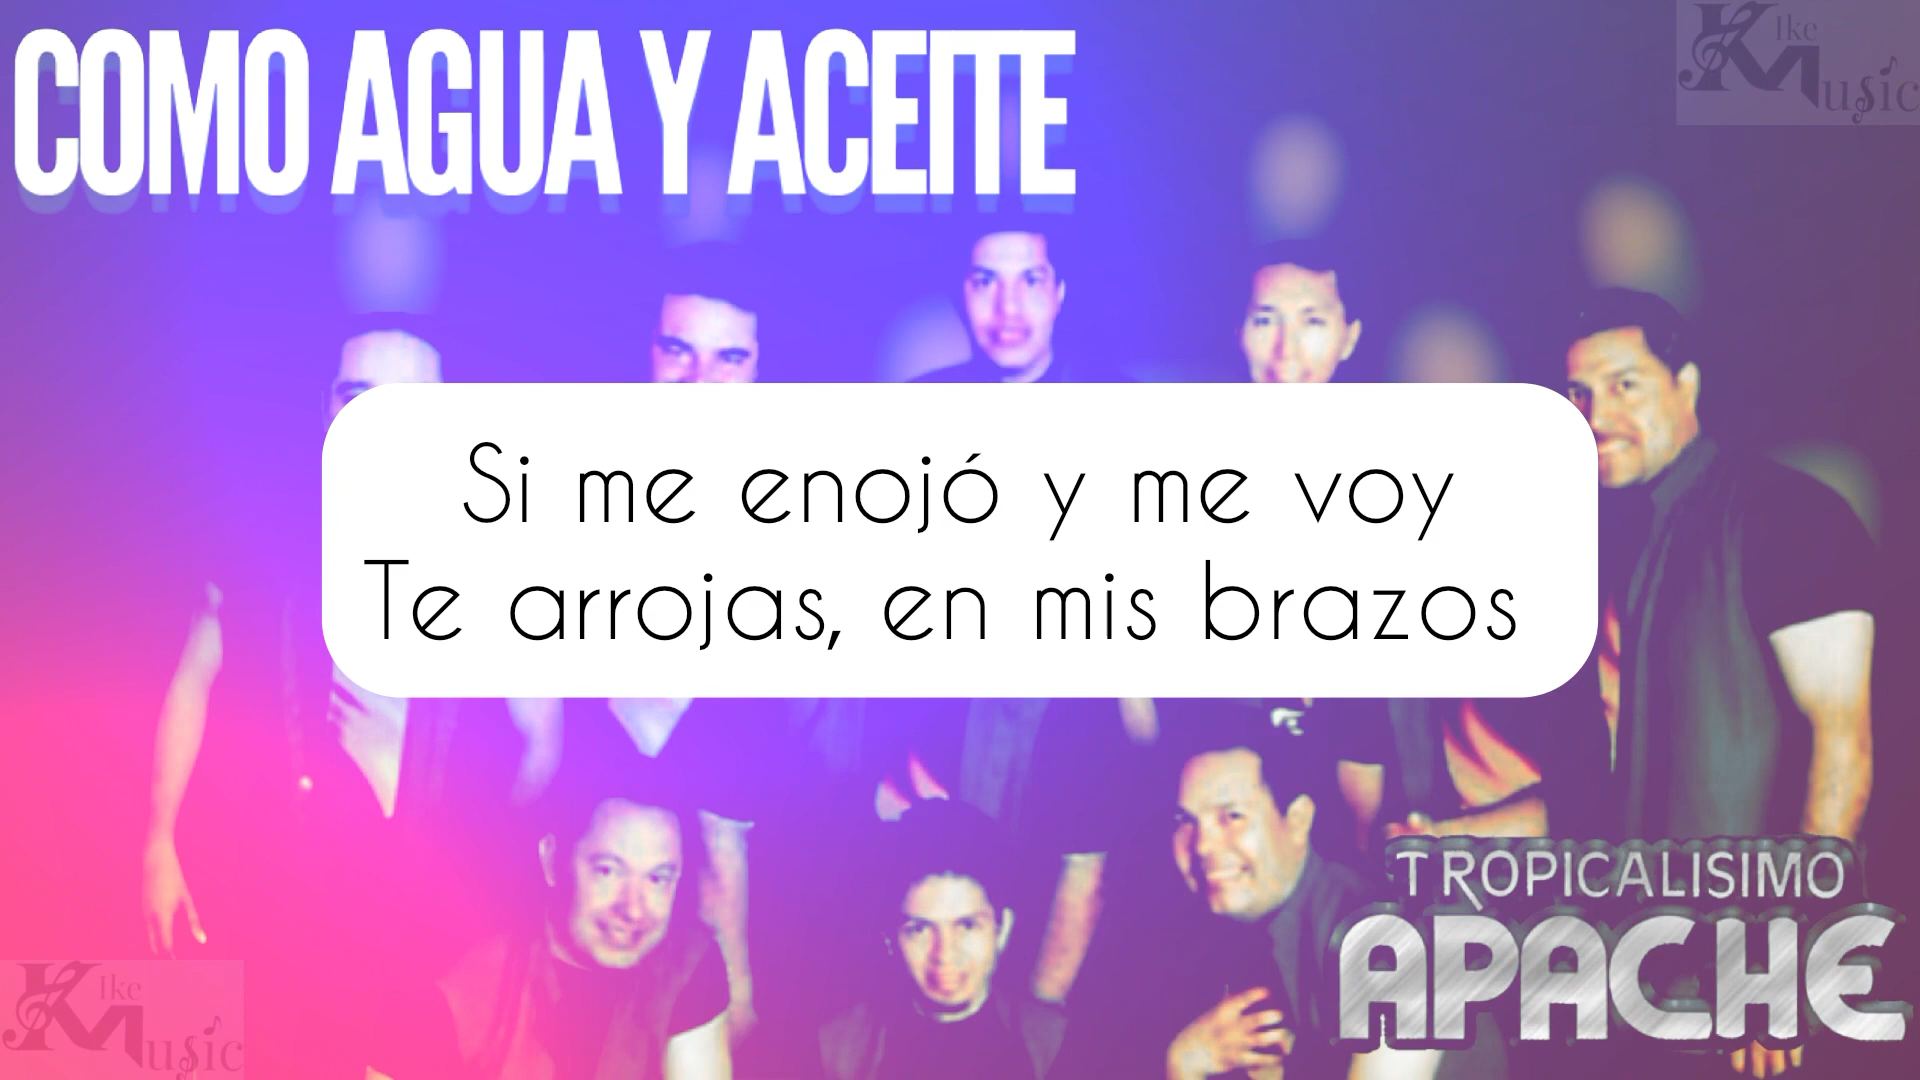 COMO AGUA Y ACEITE
Ike
Music
Si me enojó y me voy
Te arrojas, en mis brazos
TROPICALISIMO
APACHE
Ike
Music